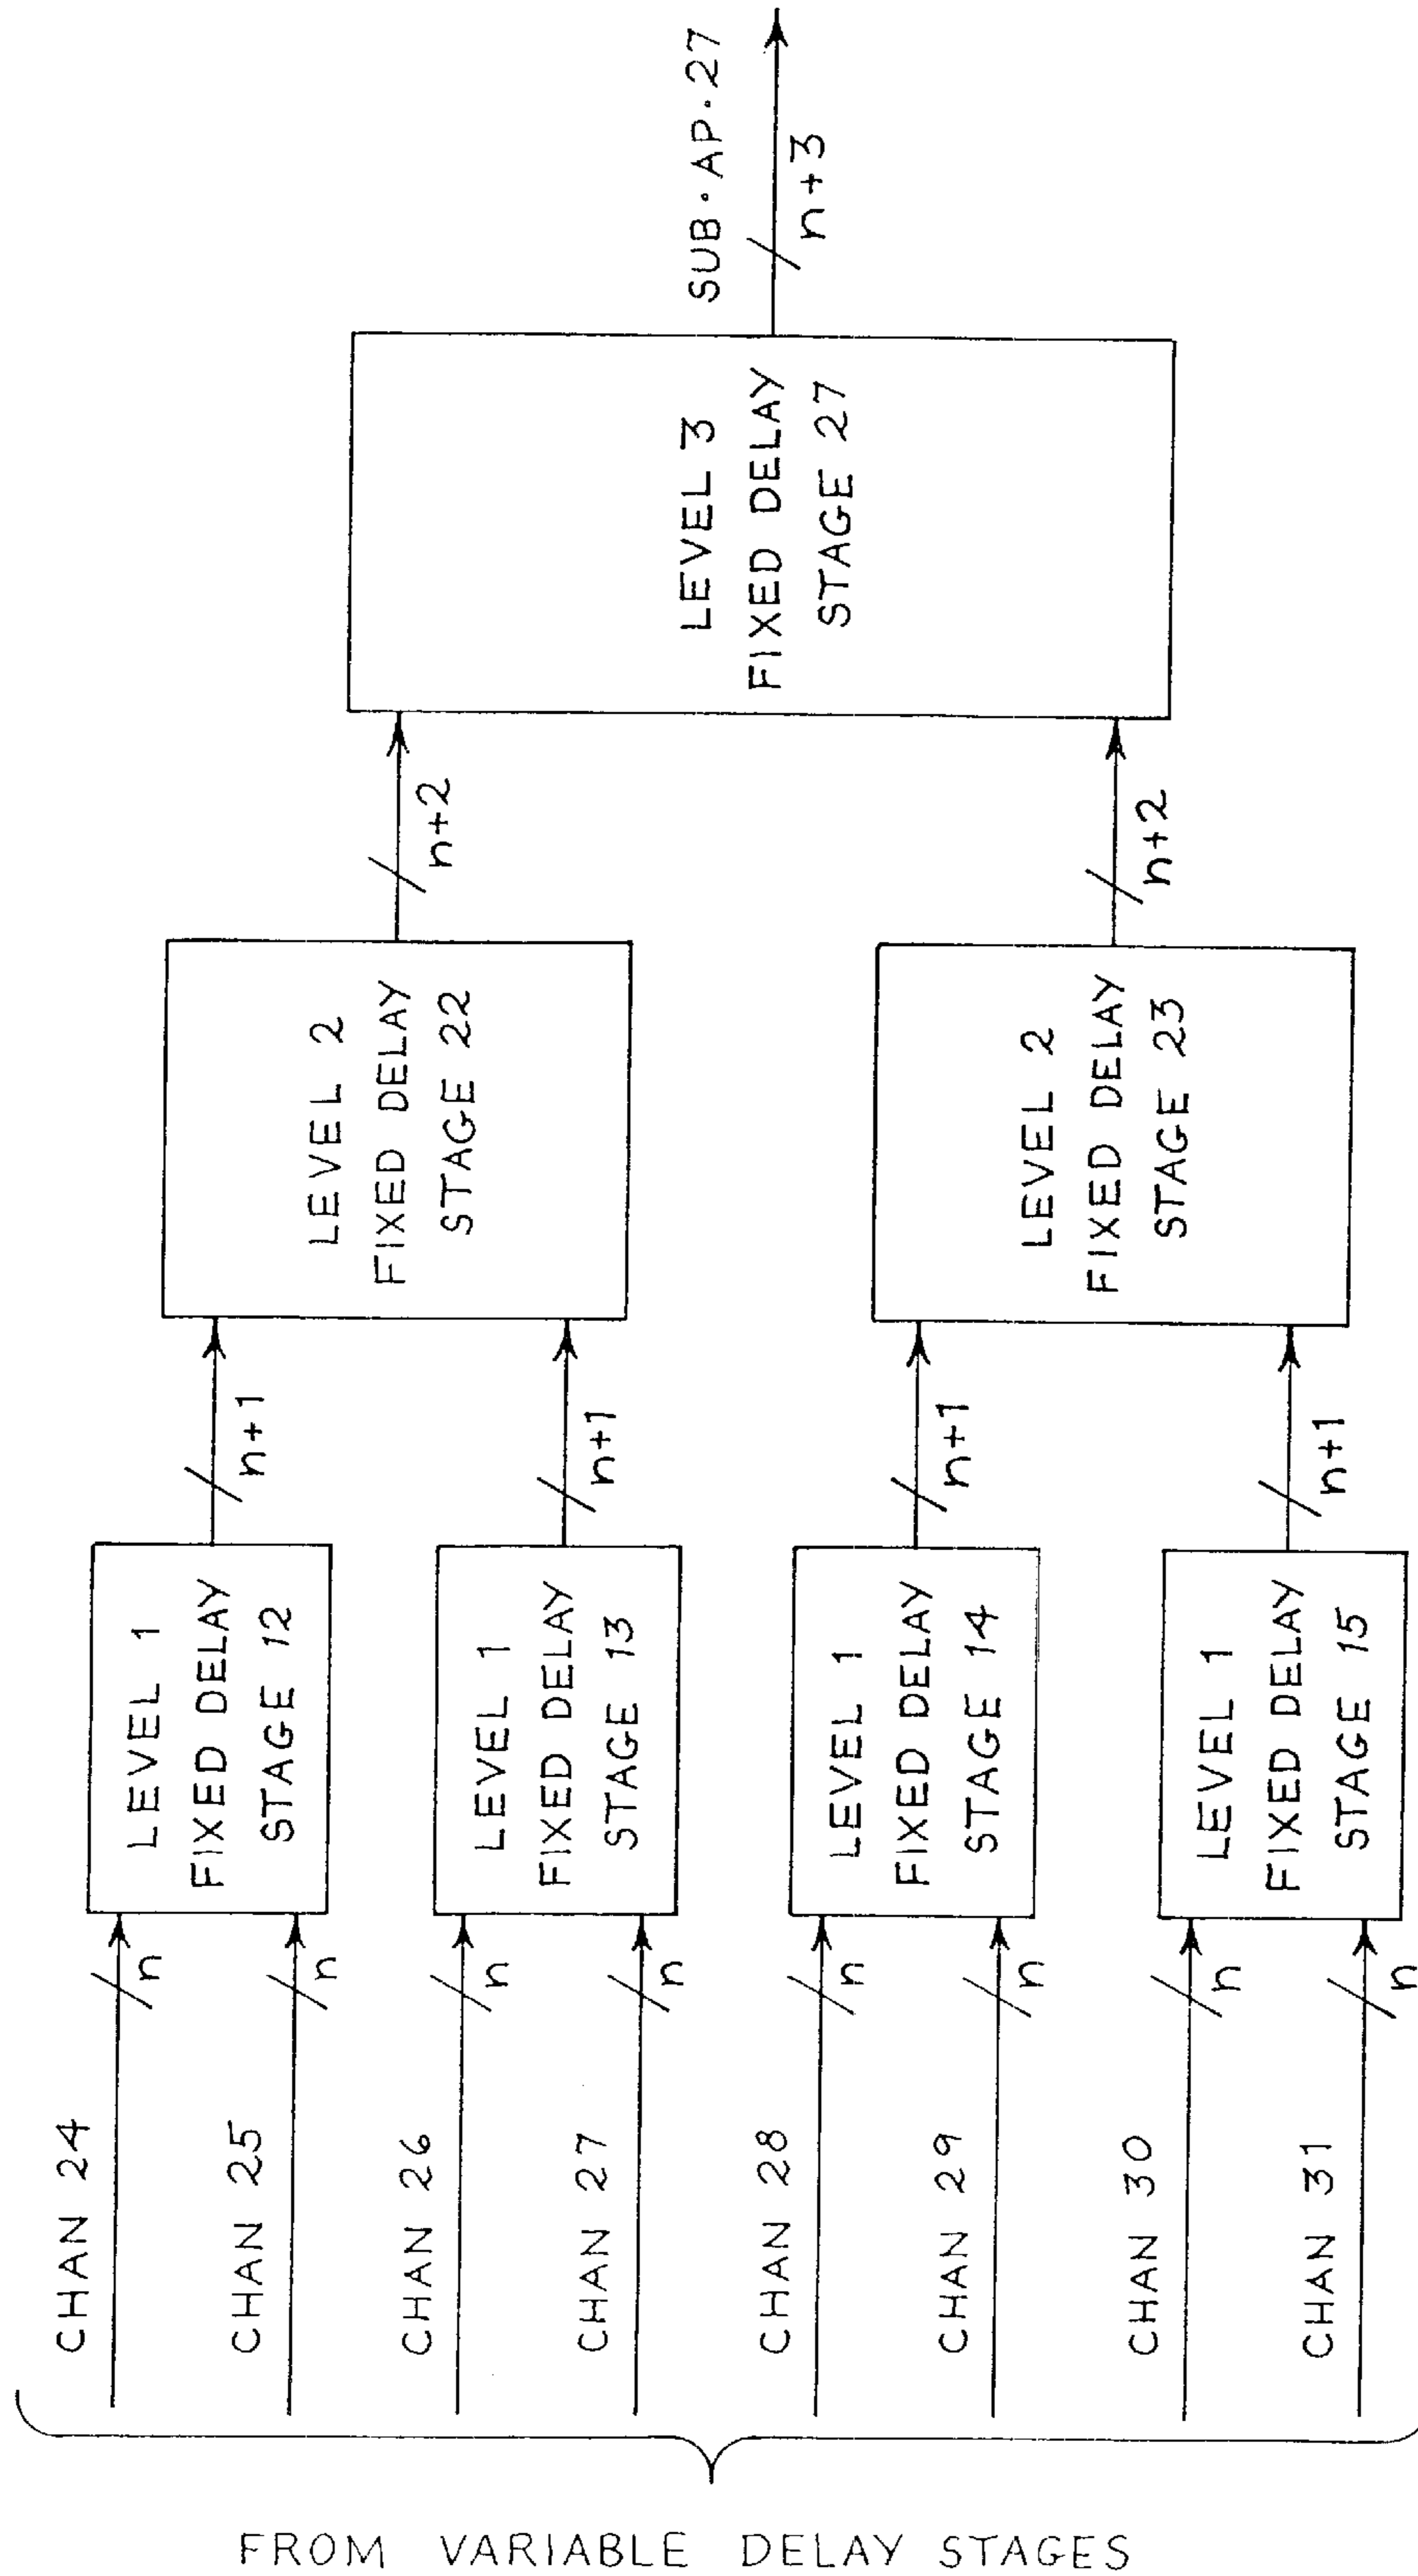 SUB·AP·27
n+3
LEVEL 3
FIXED DELAY
STAGE 27
n+2
n+2
LEVEL 2
FIXED DELAY
STAGE 22
LEVEL 2
FIXED DELAY
STAGE 23
n+1
n+1
n+1
n+1
LEVEL 1
FIXED DELAY
STAGE 12
LEVEL 1
FIXED DELAY
STAGE 13
LEVEL 1
FIXED DELAY
STAGE 14
LEVEL 1
FIXED DELAY
STAGE 15
n
n
n
n
n
n
n
n
CHAN 24
CHAN 25
CHAN 26
CHAN 27
CHAN 28
CHAN 29
CHAN 30
CHAN 31
FROM VARIABLE DELAY STAGES